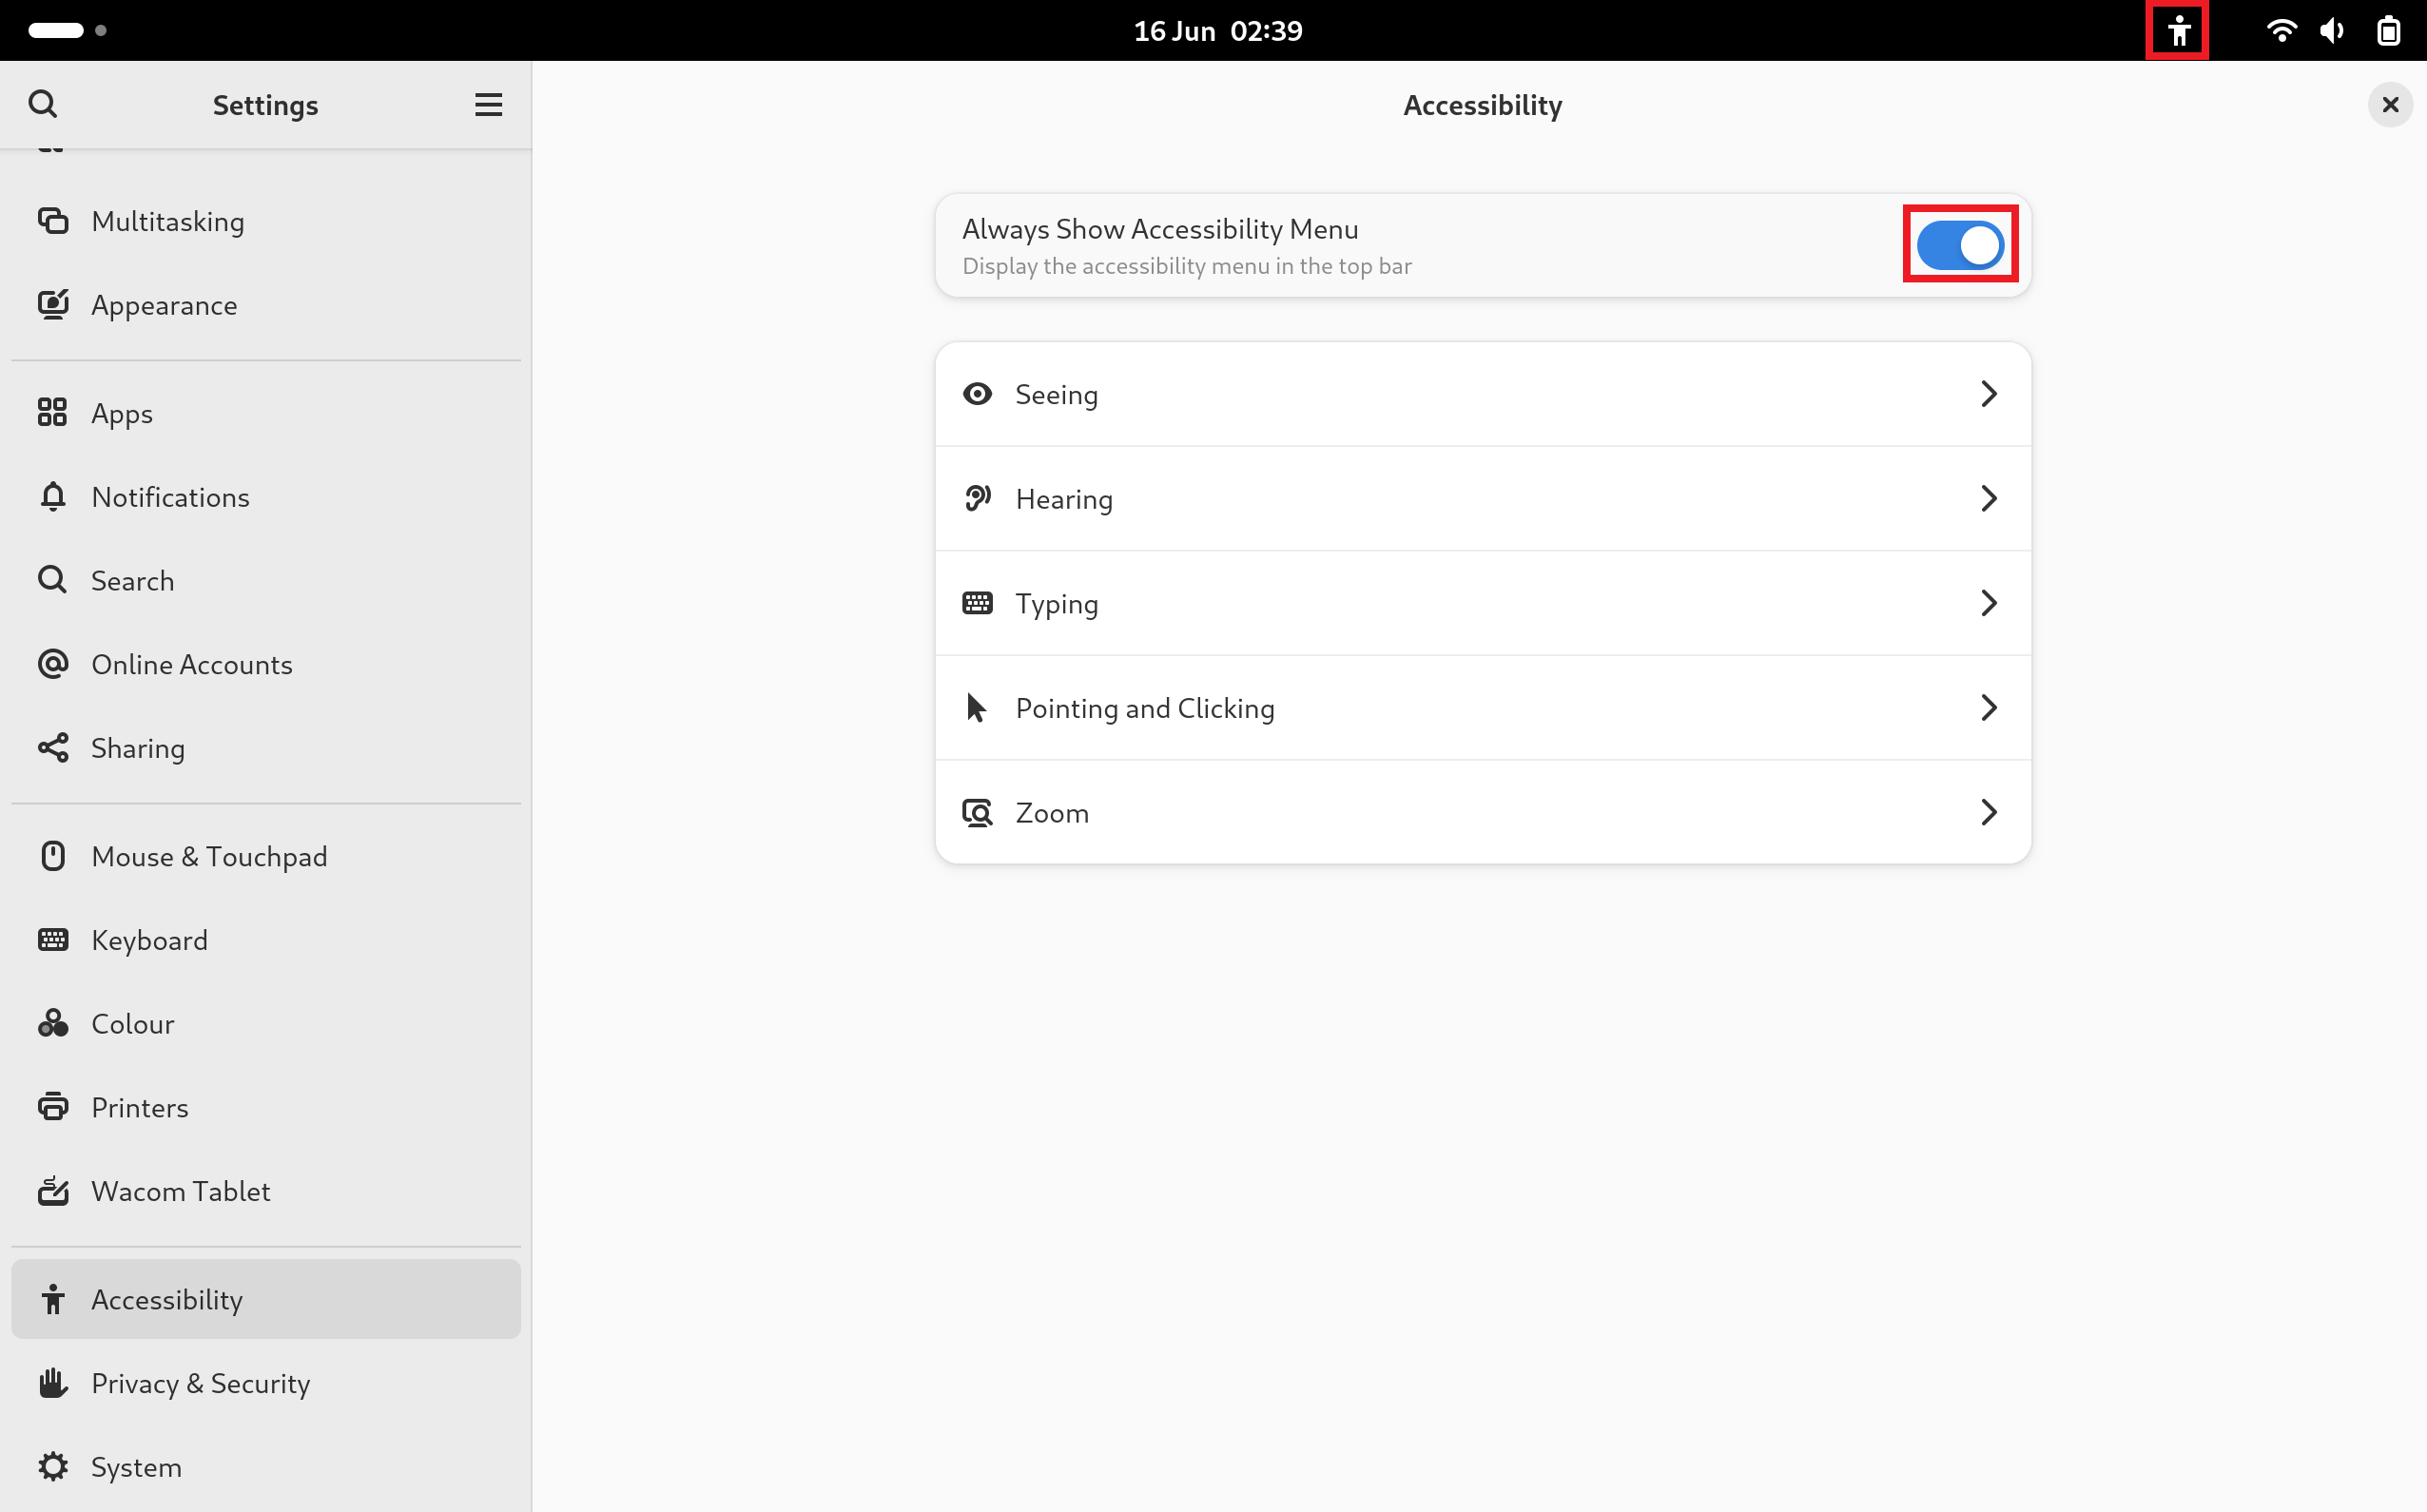 16 Jun 02:39
Settings
Multitasking
Appearance
Apps
Notifications
Search
Online Accounts
Sharing
Mouse & Touchpad
Keyboard
Colour
Printers
Wacom Tablet
Accessibility
Privacy & Security
System
Accessibility
Always Show Accessibility Menu
Display the accessibility menu in the top bar
Seeing
Hearing
Typing
Pointing and Clicking
Zoom